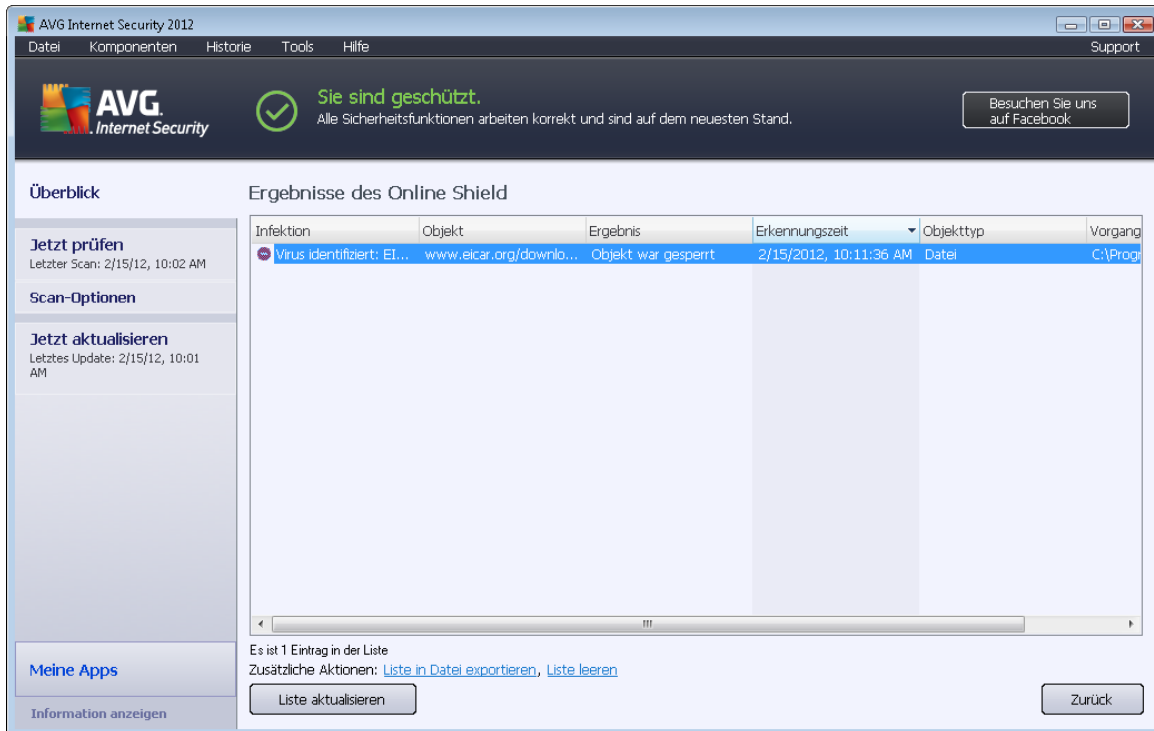 AVG Internet Security 2012
Datei Komponenten Historie Tools Hilfe Support
AVG.
Internet Security
Sie sind geschützt.
Alle Sicherheitsfunktionen arbeiten korrekt und sind auf dem neuesten Stand.
Besuchen Sie uns
auf Facebook
Überblick
Jetzt prüfen
Letzter Scan: 2/15/12, 10:02 AM
Scan-Optionen
Jetzt aktualisieren
Letztes Update: 2/15/12, 10:01
AM
Meine Apps
Information anzeigen
Ergebnisse des Online Shield
Infektion Objekt Ergebnis Erkennungszeit Objekttyp Vorgang
Virus identifiziert: EI... www.eicar.org/downlo... Objekt war gesperrt 2/15/2012, 10:11:36 AM Datei C:\Progr
Es ist 1 Eintrag in der Liste
Zusätzliche Aktionen: Liste in Datei exportieren, Liste leeren
Liste aktualisieren
Zurück